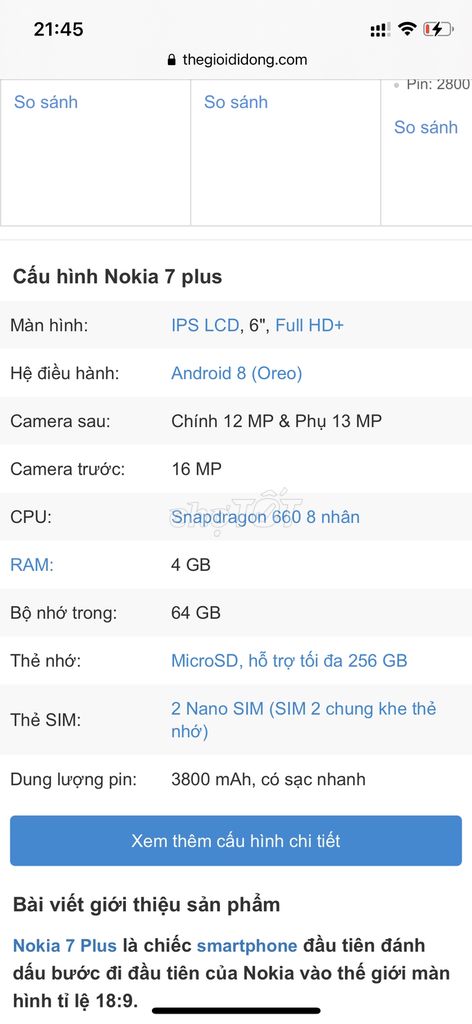 21:45
thegioididong.com
Pin: 2800
So sánh
So sánh
So sánh
Cấu hình Nokia 7 plus
Màn hình: IPS LCD, 6", Full HD+
Hệ điều hành: Android 8 (Oreo)
Camera sau: Chính 12 MP & Phụ 13 MP
Camera trước: 16 MP
chợTỐT
CPU: Snapdragon 660 8 nhân
RAM: 4 GB
Bộ nhớ trong: 64 GB
Thẻ nhớ: MicroSD, hỗ trợ tối đa 256 GB
Thẻ SIM: 2 Nano SIM (SIM 2 chung khe thẻ
nhớ)
Dung lượng pin: 3800 mAh, có sạc nhanh
Xem thêm cấu hình chi tiết
Bài viết giới thiệu sản phẩm
Nokia 7 Plus là chiếc smartphone đầu tiên đánh
dấu bước đi đầu tiên của Nokia vào thế giới màn
hình tỉ lệ 18:9.